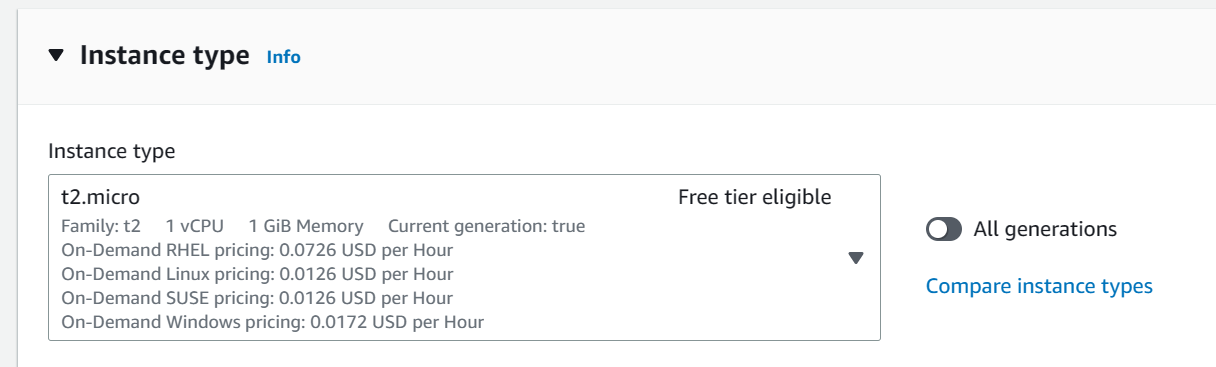 Instance type Info
Instance type
t2.micro Free tier eligible
Family: t2 1 vCPU 1 GiB Memory Current generation: true
On-Demand RHEL pricing: 0.0726 USD per Hour
On-Demand Linux pricing: 0.0126 USD per Hour
On-Demand SUSE pricing: 0.0126 USD per Hour
On-Demand Windows pricing: 0.0172 USD per Hour
All generations
Compare instance types